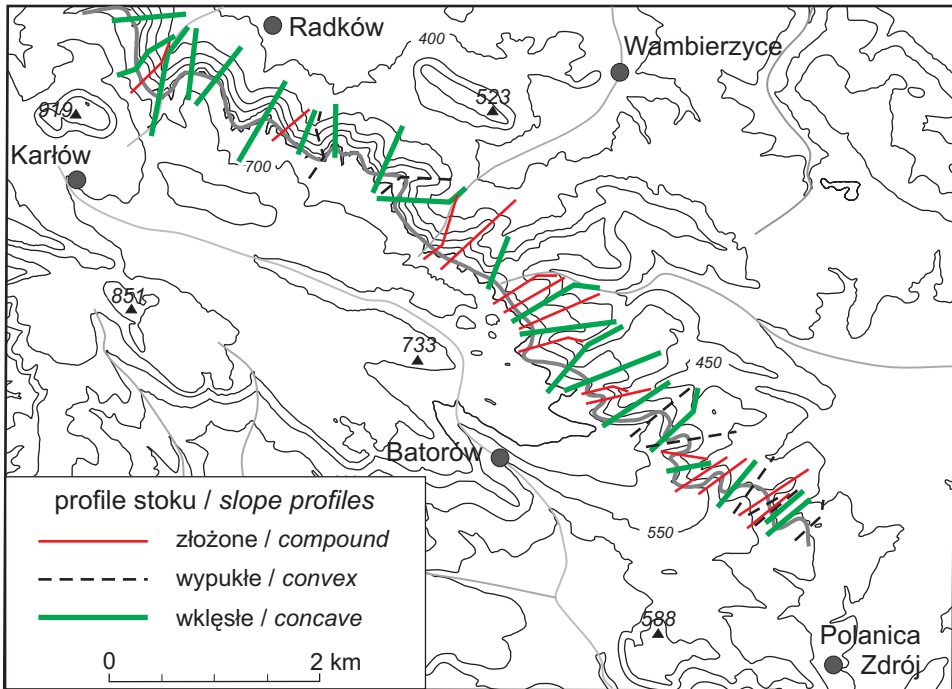 Radków
400
Wambierzyce
523
919
Karłów
700
851
733
450
Batorów
550
profile stoku / slope profiles
złożone / compound
wypukłe / convex
wklęsłe / concave
0 2 km
588
Polanica
Zdrój